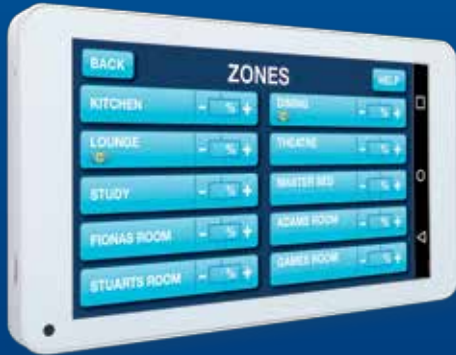 BACK
ZONES
HELP
KITCHEN - % +
DINING - % +
LOUNGE - % +
THEATRE - % +
STUDY - % +
MASTER BED - % +
FIONAS ROOM - % +
ADAMS ROOM - % +
STUARTS ROOM - % +
GAMES ROOM - % +